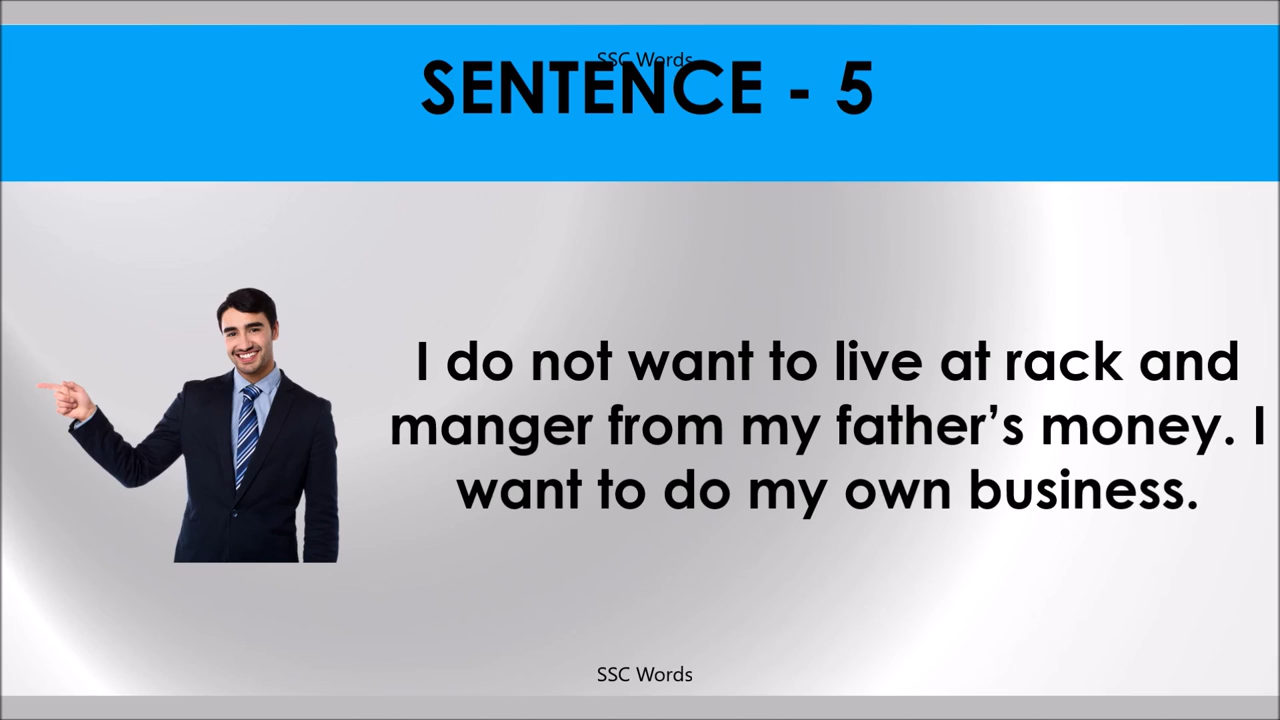 SSC Words
SENTENCE - 5
I do not want to live at rack and
manger from my father’s money. I
want to do my own business.
SSC Words